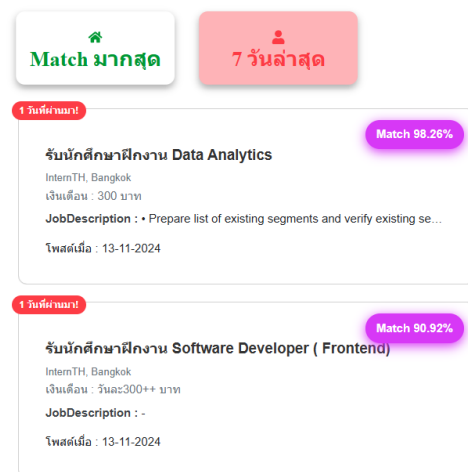 Match มากสุด
7 วันล่าสุด
1 วันที่ผ่านมา!
Match 98.26%
รับนักศึกษาฝึกงาน Data Analytics
InternTH, Bangkok
เงินเดือน : 300 บาท
JobDescription : • Prepare list of existing segments and verify existing se...
โพสต์เมื่อ : 13-11-2024
1 วันที่ผ่านมา!
Match 90.92%
รับนักศึกษาฝึกงาน Software Developer ( Frontend)
InternTH, Bangkok
เงินเดือน : วันละ300++ บาท
JobDescription : -
โพสต์เมื่อ : 13-11-2024